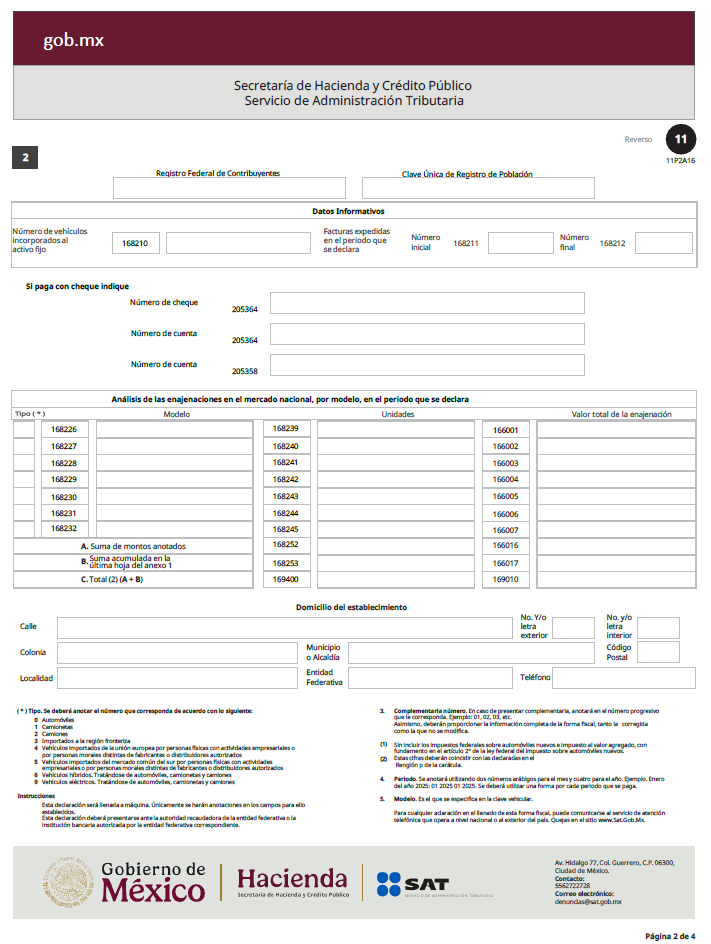 gob.mx
Secretaría de Hacienda y Crédito Público
Servicio de Administración Tributaria
Reverso
11
2
11P2A16
Registro Federal de Contribuyentes
Clave Única de Registro de Población
Datos Informativos
Número de vehículos
incorporados al
activo fijo
168210
Facturas expedidas
en el periodo que
se declara
Número
inicial
168211
Número
final
168212
Si paga con cheque indique
Número de cheque
205364
Número de cuenta
205364
Número de cuenta
205358
Análisis de las enajenaciones en el mercado nacional, por modelo, en el periodo que se declara
Tipo ( * ) Modelo Unidades Valor total de la enajenación
168226 168239 166001
168227 168240 166002
168228 168241 166003
168229 168242 166004
168230 168243 166005
168231 168244 166006
168232 168245 166007
A. Suma de montos anotados 168252 166016
B. Suma acumulada en la
última hoja del anexo 1 168253 166017
C. Total (2) (A + B) 169400 169010
Domicilio del establecimiento
Calle
No. Y/o
letra
exterior
No. y/o
letra
interior
Colonia
Municipio
o Alcaldía
Código
Postal
Localidad
Entidad
Federativa
Teléfono
( * ) Tipo. Se deberá anotar el número que corresponda de acuerdo con lo siguiente:
0 Automóviles
1 Camionetas
2 Camiones
3 Importados a la región fronteriza
4 Vehículos importados de la unión europea por personas físicas con actividades empresariales o
por personas morales distintas de fabricantes o distribuidores autorizados
5 Vehículos importados del mercado común del sur por personas físicas con actividades
empresariales o por personas morales distintas de fabricantes o distribuidores autorizados
6 Vehículos híbridos. Tratándose de automóviles, camionetas y camiones
9 Vehículos eléctricos. Tratándose de automóviles, camionetas y camiones
Instrucciones
Esta declaración será llenada a máquina. Únicamente se harán anotaciones en los campos para ello
establecidos.
Esta declaración deberá presentarse ante la autoridad recaudadora de la entidad federativa o la
institución bancaria autorizada por la entidad federativa correspondiente.
3. Complementaria número. En caso de presentar complementaria, anotará en el número progresivo
que le corresponda. Ejemplo: 01, 02, 03, etc.
Asimismo, deberán proporcionar la información completa de la forma fiscal, tanto la corregida
como la que no se modifica.
(1) Sin incluir los impuestos federales sobre automóviles nuevos e impuesto al valor agregado, con
fundamento en el artículo 2º de la ley federal del impuesto sobre automóviles nuevos.
(2) Estas cifras deberán coincidir con las declaradas en el
Renglón p de la carátula.
4. Periodo. Se anotará utilizando dos números arábigos para el mes y cuatro para el año. Ejemplo. Enero
del año 2025: 01 2025 01 2025. Se deberá utilizar una forma por cada periodo que se paga.
5. Modelo. Es el que se especifica en la clave vehicular.
Para cualquier adaración en el llenado de esta forma fiscal, puede comunicarse al servicio de atención
telefónica que opera a nivel nacional o al exterior del país. Quejas en el sitio www.Sat.Gob.Mx.
Gobierno de
México
Hacienda
Secretaría de Hacienda y Crédito Público
SAT
SERVICIO DE ADMINISTRACIÓN TRIBUTARIA
Av. Hidalgo 77, Col. Guerrero, C.P. 06300,
Ciudad de México.
Contacto:
5562722728
Correo electrónico:
denuncias@sat.gob.mx
Página 2 de 4